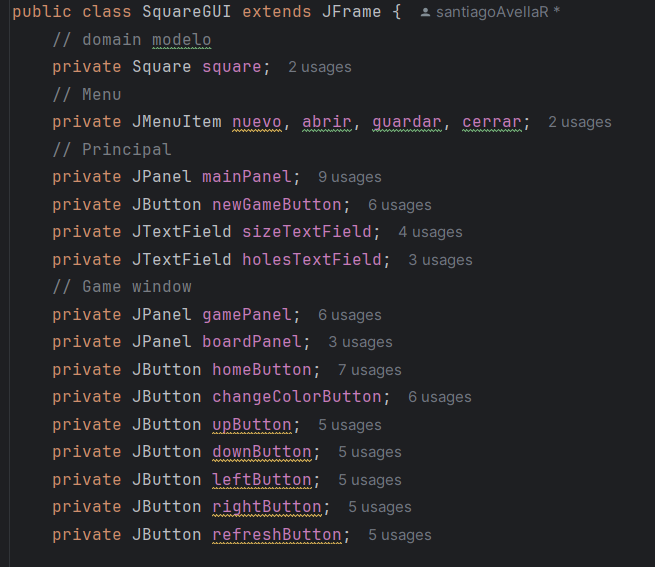 public class SquareGUI extends JFrame { santiagoAvellaR *
// domain modelo
private Square square; 2 usages
// Menu
private JMenuItem nuevo, abrir, guardar, cerrar; 2 usages
// Principal
private JPanel mainPanel; 9 usages
private JButton newGameButton; 6 usages
private JTextField sizeTextField; 4 usages
private JTextField holesTextField; 3 usages
// Game window
private JPanel gamePanel; 6 usages
private JPanel boardPanel; 3 usages
private JButton homeButton; 7 usages
private JButton changeColorButton; 6 usages
private JButton upButton; 5 usages
private JButton downButton; 5 usages
private JButton leftButton; 5 usages
private JButton rightButton; 5 usages
private JButton refreshButton; 5 usages